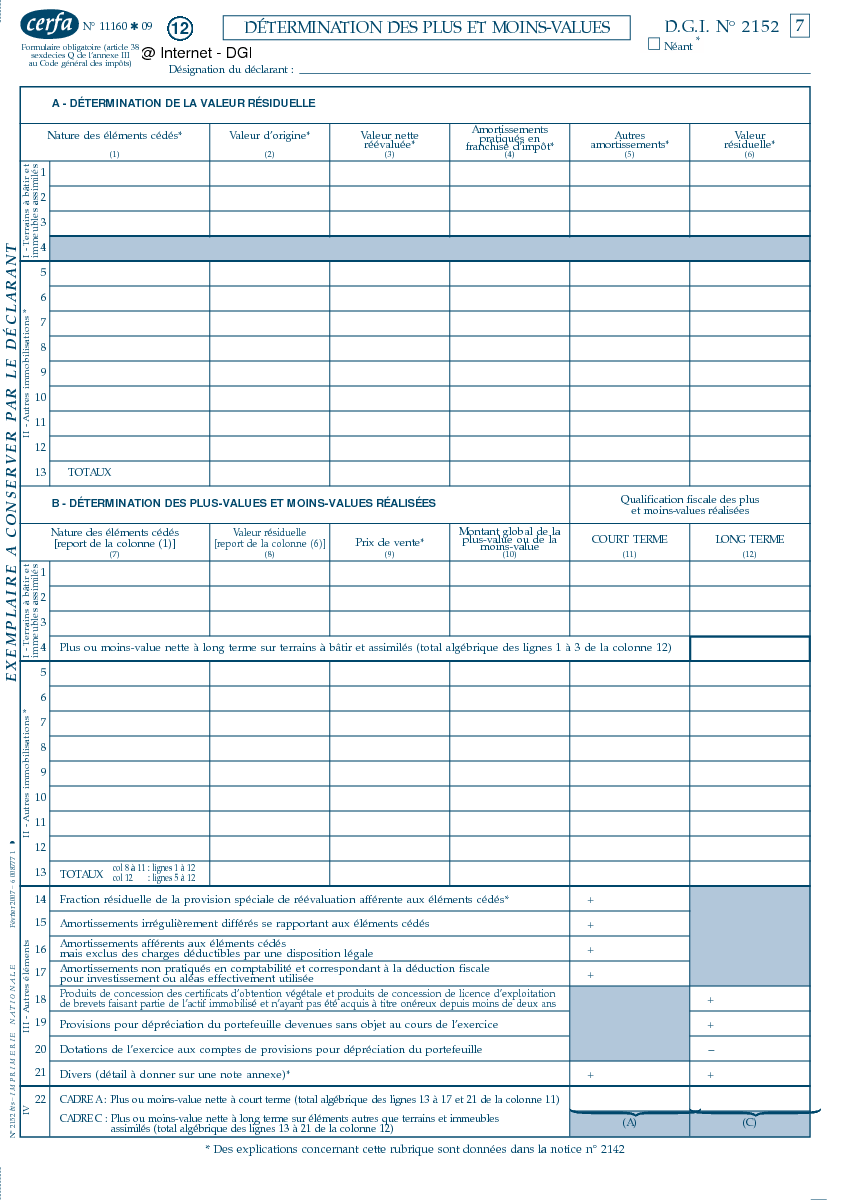 cerfa
N° 11160 ✱ 09
12
DÉTERMINATION DES PLUS ET MOINS-VALUES
D.G.I. N° 2152
7
Formulaire obligatoire (article 38
sexdecies Q de l'annexe III
au Code général des impôts)
@ Internet - DGI
Néant *
Désignation du déclarant :
A - DÉTERMINATION DE LA VALEUR RÉSIDUELLE
Nature des éléments cédés*
(1)
Valeur d'origine*
(2)
Valeur nette
réévaluée*
(3)
Amortissements
pratiqués en
franchise d'impôt*
(4)
Autres
amortissements*
(5)
Valeur
résiduelle*
(6)
I - Terrains à bâtir et
immeubles assimilés
1
2
3
4
II - Autres immobilisations *
5
6
7
8
9
10
11
12
13 TOTAUX
B - DÉTERMINATION DES PLUS-VALUES ET MOINS-VALUES RÉALISÉES
Qualification fiscale des plus
et moins-values réalisées
Nature des éléments cédés
[report de la colonne (1)]
(7)
Valeur résiduelle
[report de la colonne (6)]
(8)
Prix de vente*
(9)
Montant global de la
plus-value ou de la
moins-value
(10)
COURT TERME
(11)
LONG TERME
(12)
I - Terrains à bâtir et
immeubles assimilés
1
2
3
4 Plus ou moins-value nette à long terme sur terrains à bâtir et assimilés (total algébrique des lignes 1 à 3 de la colonne 12)
II - Autres immobilisations *
5
6
7
8
9
10
11
12
13 TOTAUX
col 8 à 11 : lignes 1 à 12
col 12 : lignes 5 à 12
III - Autres éléments
14 Fraction résiduelle de la provision spéciale de réévaluation afférente aux éléments cédés* +
15 Amortissements irrégulièrement différés se rapportant aux éléments cédés +
16 Amortissements afférents aux éléments cédés
mais exclus des charges déductibles par une disposition légale +
17 Amortissements non pratiqués en comptabilité et correspondant à la déduction fiscale
pour investissement ou aléas effectivement utilisée +
18 Produits de concession des certificats d'obtention végétale et produits de concession de licence d'exploitation
de brevets faisant partie de l'actif immobilisé et n'ayant pas été acquis à titre onéreux depuis moins de deux ans +
19 Provisions pour dépréciation du portefeuille devenues sans objet au cours de l'exercice +
20 Dotations de l'exercice aux comptes de provisions pour dépréciation du portefeuille –
21 Divers (détail à donner sur une note annexe)* + +
IV
22 CADRE A : Plus ou moins-value nette à court terme (total algébrique des lignes 13 à 17 et 21 de la colonne 11)
CADRE C : Plus ou moins-value nette à long terme sur éléments autres que terrains et immeubles
assimilés (total algébrique des lignes 13 à 21 de la colonne 12)
(A)
(C)
* Des explications concernant cette rubrique sont données dans la notice n° 2142
EXEMPLAIRE A CONSERVER PAR LE DÉCLARANT
IMPRIMERIE NATIONALE